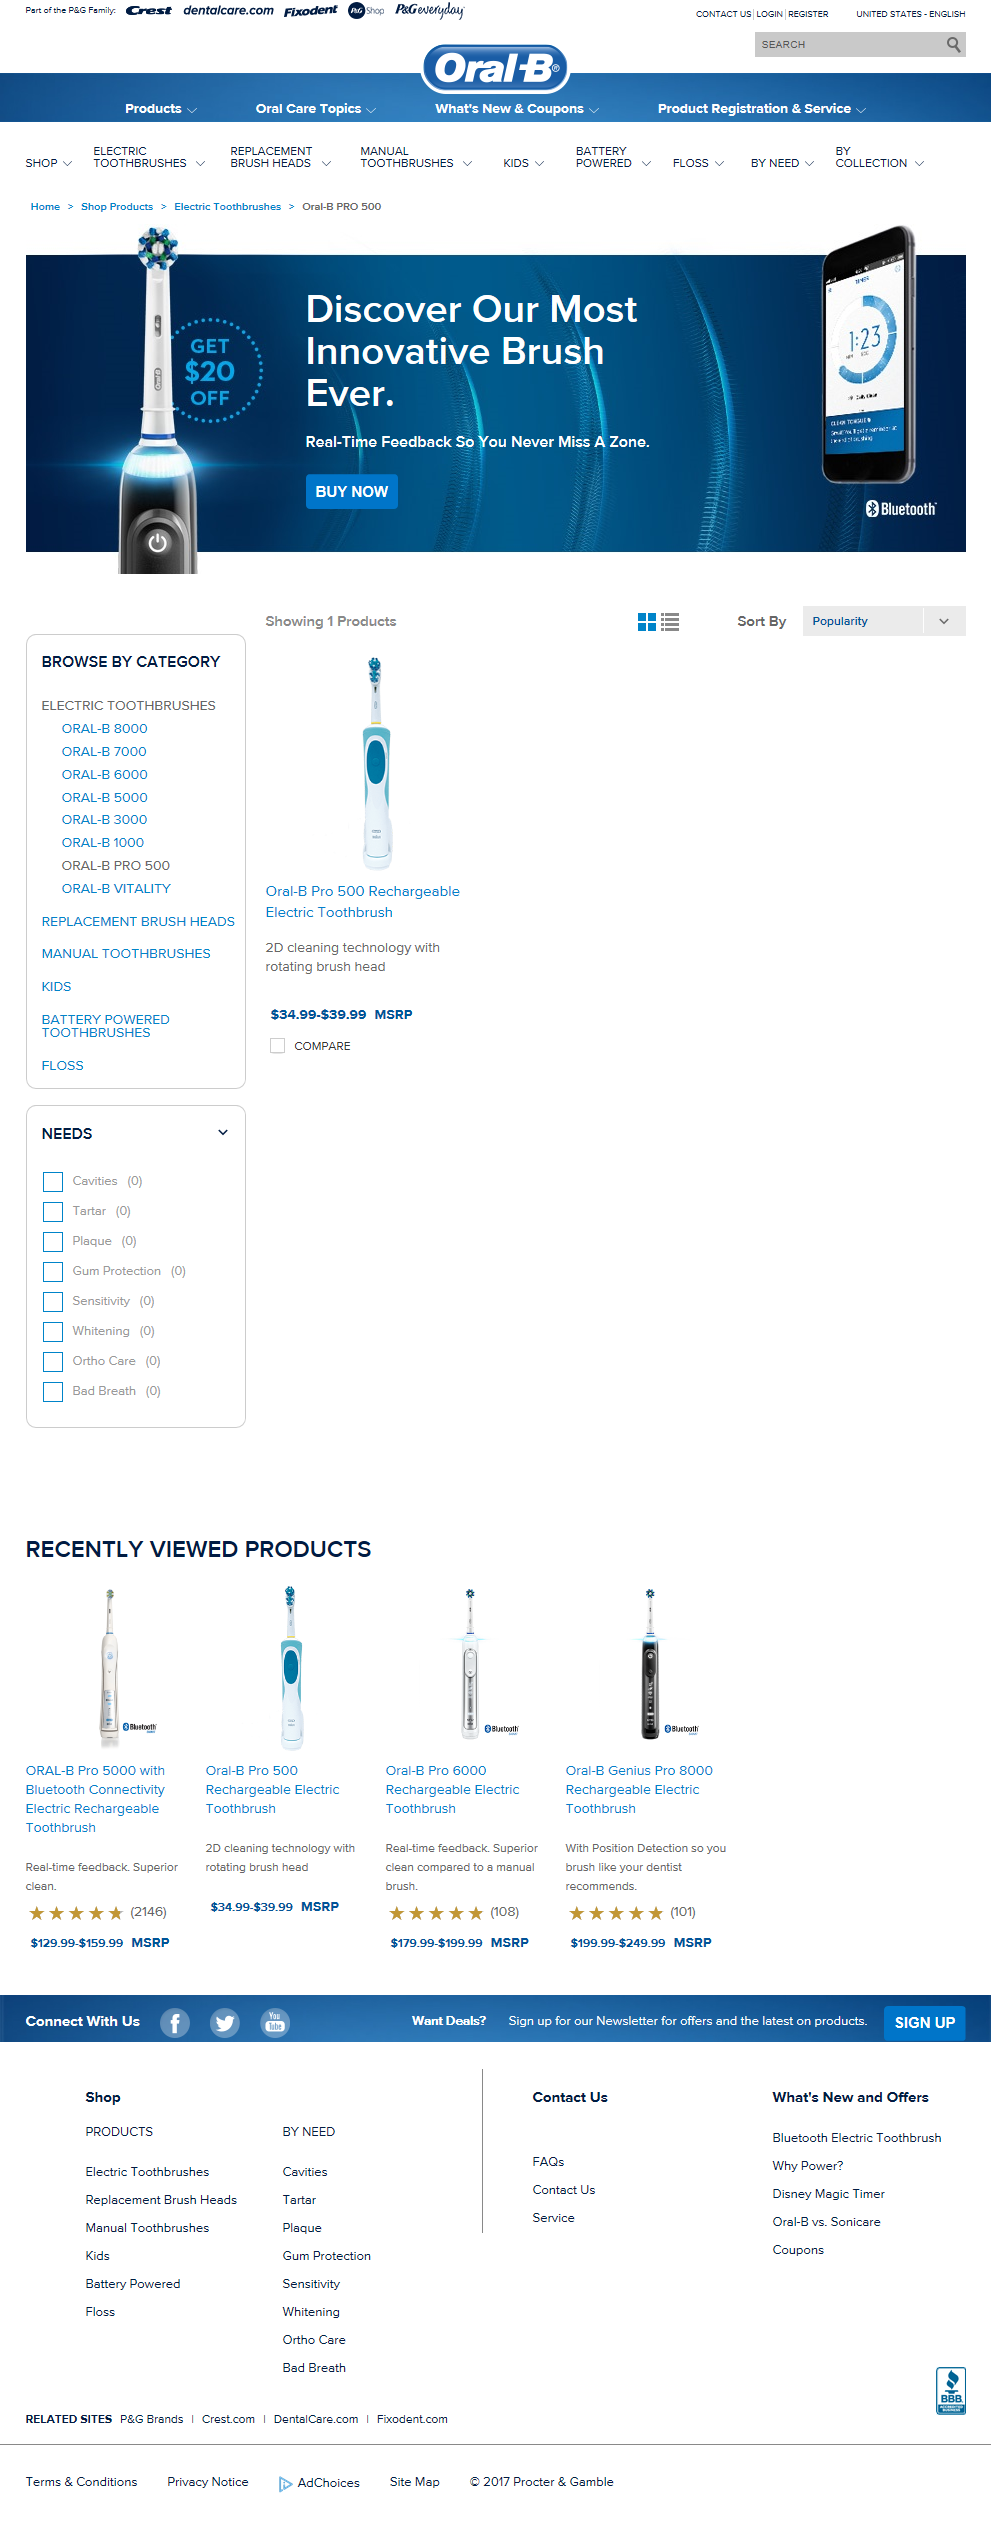 Part of the P&G Family: Crest dentalcare.com Fixodent P&G Shop P&G everyday
CONTACT US | LOGIN | REGISTER UNITED STATES - ENGLISH
SEARCH
Oral-B®
Products Oral Care Topics What's New & Coupons Product Registration & Service
SHOP ELECTRIC TOOTHBRUSHES REPLACEMENT BRUSH HEADS MANUAL TOOTHBRUSHES KIDS BATTERY POWERED FLOSS BY NEED BY COLLECTION
Home > Shop Products > Electric Toothbrushes > Oral-B PRO 500
GET
$20
OFF
Discover Our Most
Innovative Brush
Ever.
Real-Time Feedback So You Never Miss A Zone.
BUY NOW
Oral-B
TIMER
1:23
MIN SEC
Daily Clean
Bluetooth
Showing 1 Products
Sort By Popularity
BROWSE BY CATEGORY
ELECTRIC TOOTHBRUSHES
ORAL-B 8000
ORAL-B 7000
ORAL-B 6000
ORAL-B 5000
ORAL-B 3000
ORAL-B 1000
ORAL-B PRO 500
ORAL-B VITALITY
REPLACEMENT BRUSH HEADS
MANUAL TOOTHBRUSHES
KIDS
BATTERY POWERED
TOOTHBRUSHES
FLOSS
Oral-B Pro 500 Rechargeable
Electric Toothbrush
2D cleaning technology with
rotating brush head
$34.99-$39.99 MSRP
COMPARE
NEEDS
Cavities (0)
Tartar (0)
Plaque (0)
Gum Protection (0)
Sensitivity (0)
Whitening (0)
Ortho Care (0)
Bad Breath (0)
RECENTLY VIEWED PRODUCTS
Bluetooth
ORAL-B Pro 5000 with
Bluetooth Connectivity
Electric Rechargeable
Toothbrush
Real-time feedback. Superior
clean.
(2146)
$129.99-$159.99 MSRP
Oral-B Pro 500
Rechargeable Electric
Toothbrush
2D cleaning technology with
rotating brush head
$34.99-$39.99 MSRP
Bluetooth
Oral-B Pro 6000
Rechargeable Electric
Toothbrush
Real-time feedback. Superior
clean compared to a manual
brush.
(108)
$179.99-$199.99 MSRP
Bluetooth
Oral-B Genius Pro 8000
Rechargeable Electric
Toothbrush
With Position Detection so you
brush like your dentist
recommends.
(101)
$199.99-$249.99 MSRP
Connect With Us You Tube Want Deals? Sign up for our Newsletter for offers and the latest on products. SIGN UP
Shop
PRODUCTS
Electric Toothbrushes
Replacement Brush Heads
Manual Toothbrushes
Kids
Battery Powered
Floss
BY NEED
Cavities
Tartar
Plaque
Gum Protection
Sensitivity
Whitening
Ortho Care
Bad Breath
Contact Us
FAQs
Contact Us
Service
What's New and Offers
Bluetooth Electric Toothbrush
Why Power?
Disney Magic Timer
Oral-B vs. Sonicare
Coupons
BBB
ACCREDITED
BUSINESS
RELATED SITES P&G Brands | Crest.com | DentalCare.com | Fixodent.com
Terms & Conditions Privacy Notice AdChoices Site Map © 2017 Procter & Gamble